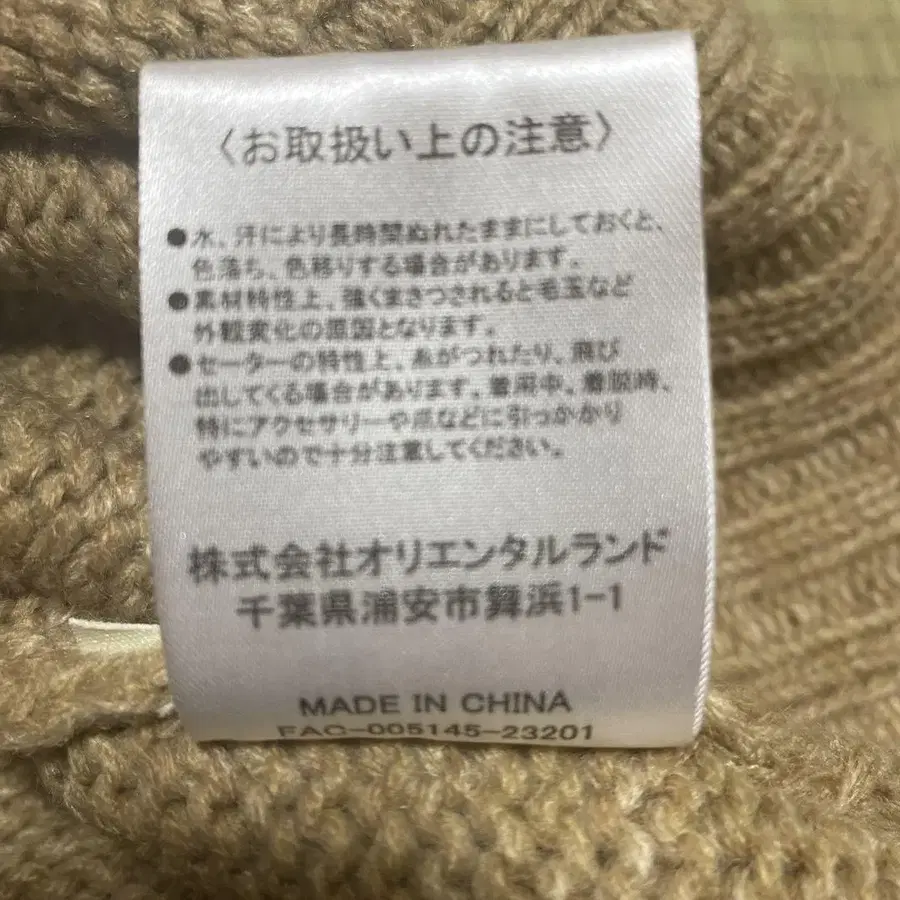 〈お取扱い上の注意〉
●水、汗により長時間ぬれたままにしておくと、
色落ち、色移りする場合があります。
●素材特性上、強くまさつされると毛玉など
外観変化の原因となります。
●セーターの特性上、糸がつれたり、飛び
出してくる場合があります。着用中、着脱時、
特にアクセサリーや爪などに引っかかり
やすいので十分注意してください。
株式会社オリエンタルランド
千葉県浦安市舞浜1-1
MADE IN CHINA
FAC-005145-23201